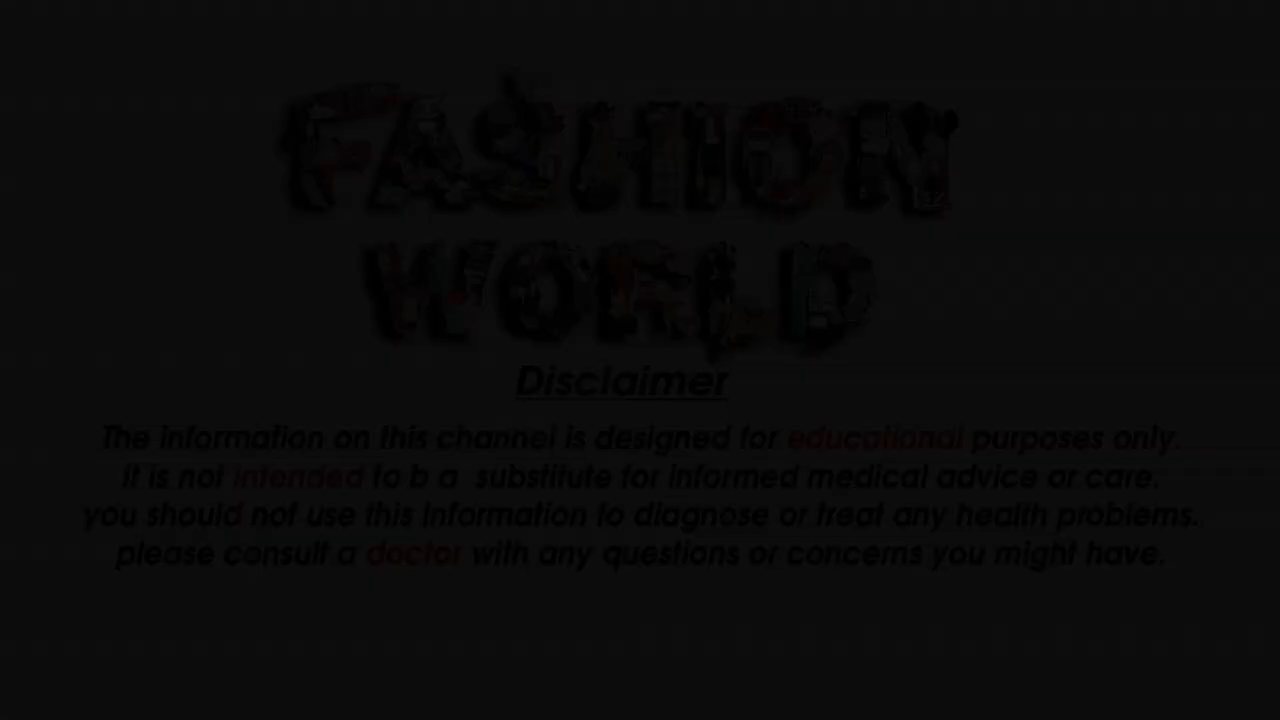 FASHION
WORLD
Disclaimer
The information on this channel is designed for educational purposes only.
It is not intended to b a substitute for informed medical advice or care.
you should not use this information to diagnose or treat any health problems.
please consult a doctor with any questions or concerns you might have.